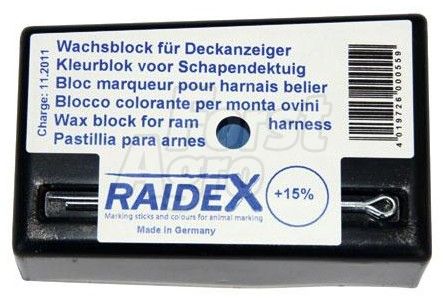 Wachsblock für Deckanzeiger
Kleurblok voor Schapendektuig
Bloc marqueur pour harnais belier
Blocco colorante per monta ovini
Wax block for ram harness
Pastillia para arnes
Charge: 11.2011
4 019726 000559
RAIDEX
+15%
Marking sticks and colours for animal marking
Made in Germany